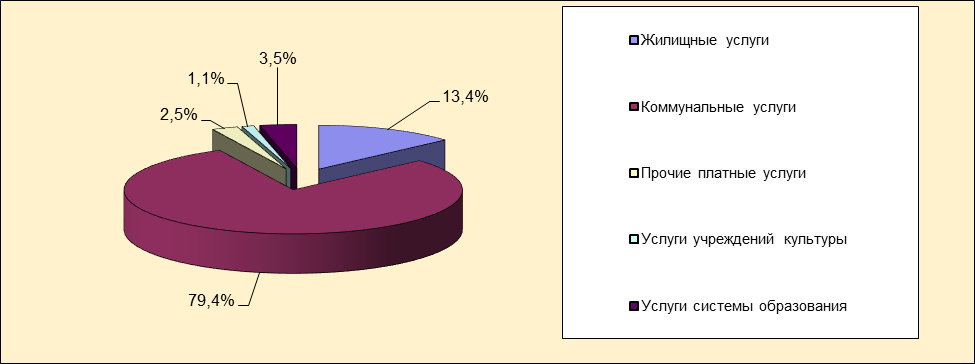 3,5%
1,1%
13,4%
2,5%
79,4%
Жилищные услуги
Коммунальные услуги
Прочие платные услуги
Услуги учреждений культуры
Услуги системы образования